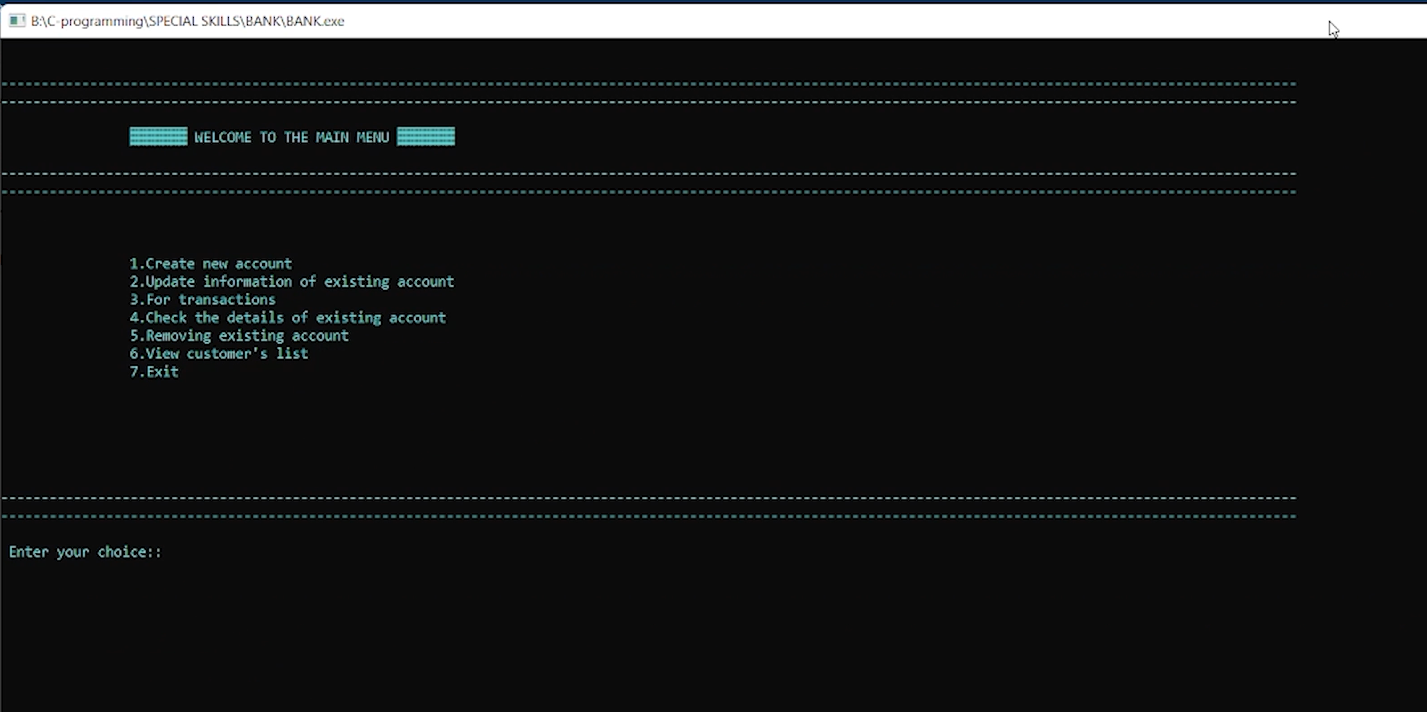 B:\C-programming\SPECIAL SKILLS\BANK\BANK.exe
WELCOME TO THE MAIN MENU
1.Create new account
2.Update information of existing account
3.For transactions
4.Check the details of existing account
5.Removing existing account
6.View customer's list
7.Exit
Enter your choice::